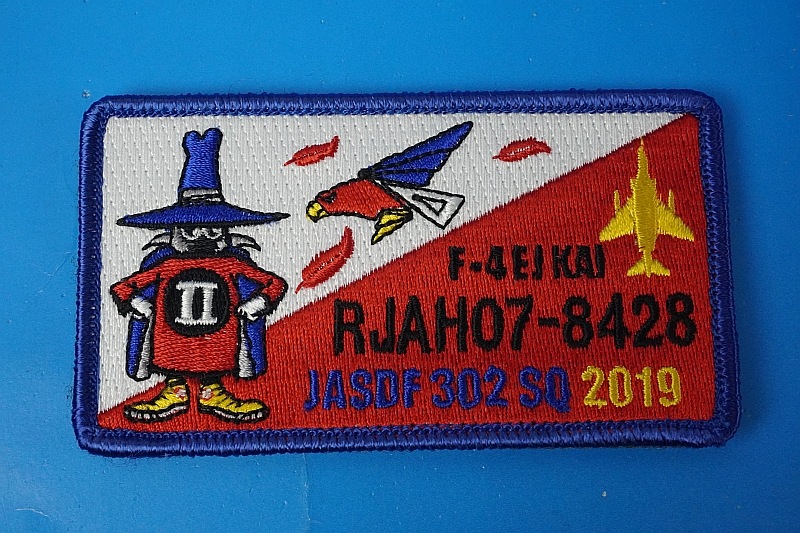 II
F-4EJ KAI
RJAH07-8428
JASDF 302 SQ 2019